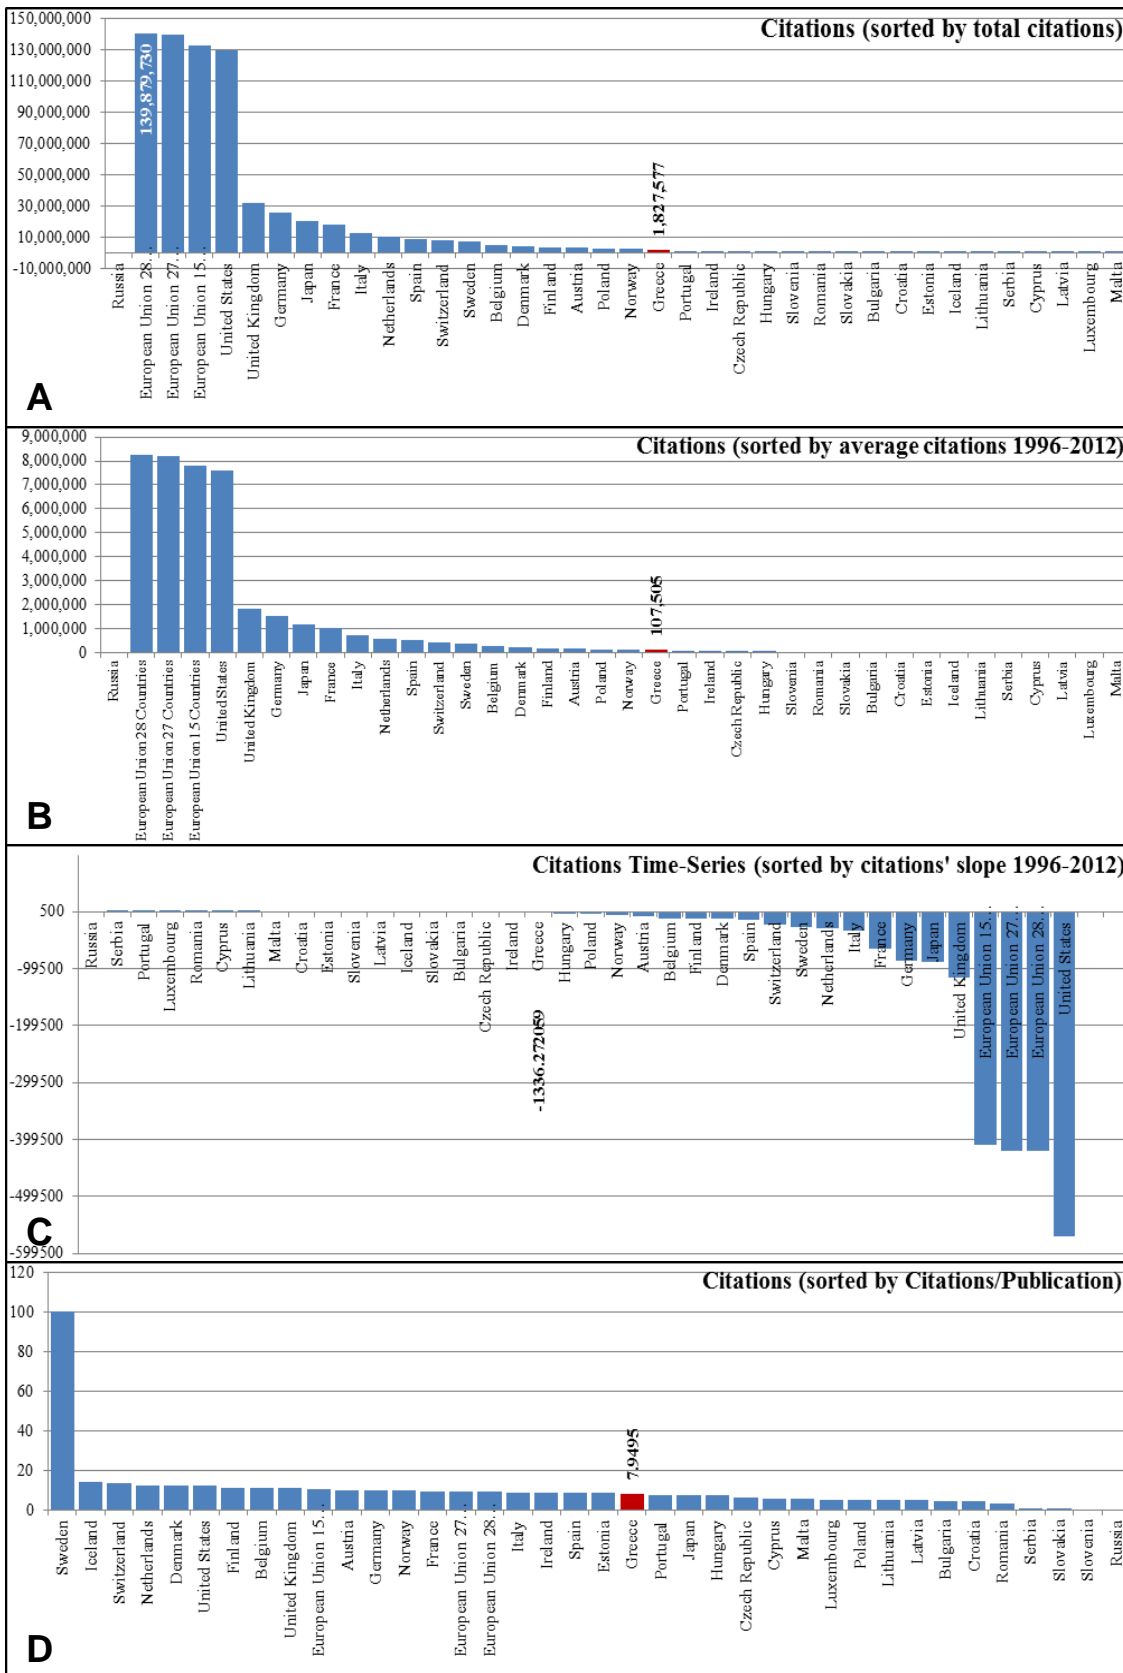 Citations (sorted by total citations)
150,000,000
130,000,000
110,000,000
90,000,000
70,000,000
50,000,000
30,000,000
10,000,000
-10,000,000
139,879,730
1,827,577
Russia
European Union 28...
European Union 27...
European Union 15...
United States
United Kingdom
Germany
Japan
France
Italy
Netherlands
Spain
Switzerland
Sweden
Belgium
Denmark
Finland
Austria
Poland
Norway
Greece
Portugal
Ireland
Czech Republic
Hungary
Slovenia
Romania
Slovakia
Bulgaria
Croatia
Estonia
Iceland
Lithuania
Serbia
Cyprus
Latvia
Luxembourg
Malta
A
Citations (sorted by average citations 1996-2012)
9,000,000
8,000,000
7,000,000
6,000,000
5,000,000
4,000,000
3,000,000
2,000,000
1,000,000
0
107,505
Russia
European Union 28 Countries
European Union 27 Countries
European Union 15 Countries
United States
United Kingdom
Germany
Japan
France
Italy
Netherlands
Spain
Switzerland
Sweden
Belgium
Denmark
Finland
Austria
Poland
Norway
Greece
Portugal
Ireland
Czech Republic
Hungary
Slovenia
Romania
Slovakia
Bulgaria
Croatia
Estonia
Iceland
Lithuania
Serbia
Cyprus
Latvia
Luxembourg
Malta
B
Citations Time-Series (sorted by citations' slope 1996-2012)
500
-99500
-199500
-299500
-399500
-499500
-599500
-1336.272059
Russia
Serbia
Portugal
Luxembourg
Romania
Cyprus
Lithuania
Malta
Croatia
Estonia
Slovenia
Latvia
Iceland
Slovakia
Bulgaria
Czech Republic
Ireland
Greece
Hungary
Poland
Norway
Austria
Belgium
Finland
Denmark
Spain
Switzerland
Sweden
Netherlands
Italy
France
Germany
Japan
United Kingdom
European Union 15...
European Union 27...
European Union 28...
United States
C
Citations (sorted by Citations/Publication)
120
100
80
60
40
20
0
7.9495
Sweden
Iceland
Switzerland
Netherlands
Denmark
United States
Finland
Belgium
United Kingdom
European Union 15...
Austria
Germany
Norway
France
European Union 27...
European Union 28...
Italy
Ireland
Spain
Estonia
Greece
Portugal
Japan
Hungary
Czech Republic
Cyprus
Malta
Luxembourg
Poland
Lithuania
Latvia
Bulgaria
Croatia
Romania
Serbia
Slovakia
Slovenia
Russia
D